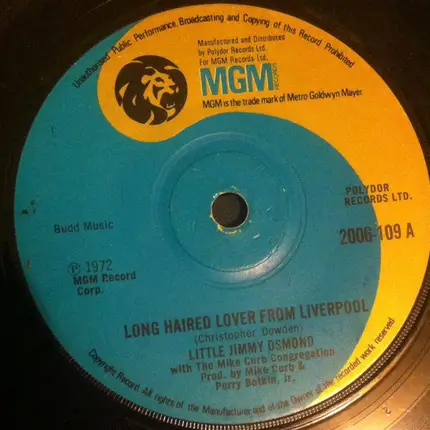 Unauthorised Public Performance, Broadcasting and Copying of this Record Prohibited
Manufactured and Distributed
by Polydor Records Ltd.
For MGM Records Ltd.
MGM
RECORDS
MGM is the trade mark of Metro Goldwyn Mayer
POLYDOR
RECORDS LTD.
Budd Music
2006-109 A
℗ 1972
MGM Record
Corp.
LONG HAIRED LOVER FROM LIVERPOOL
(Christopher Dowden)
LITTLE JIMMY OSMOND
with The Mike Curb Congregation
Prod. by Mike Curb &
Perry Botkin, Jr.
Copyright Record. All rights of the Manufacturer and of the Owner of the recorded work reserved